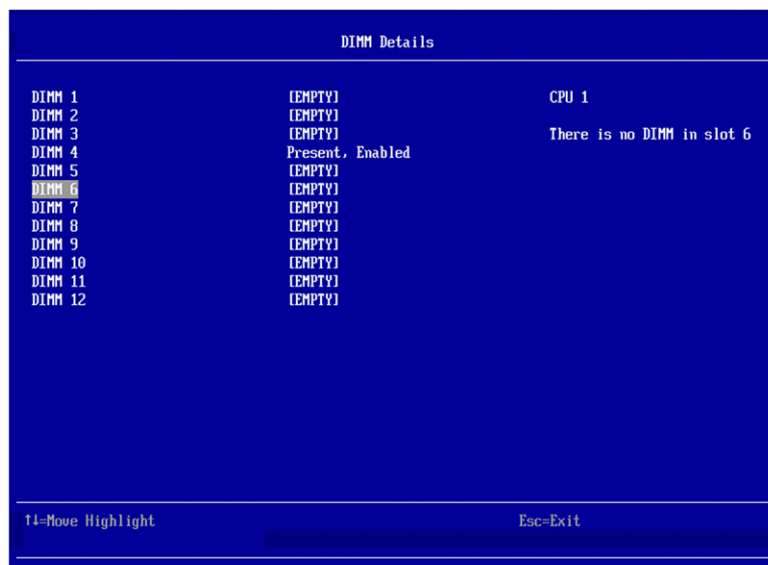 DIMM Details
DIMM 1 [EMPTY] CPU 1
DIMM 2 [EMPTY]
DIMM 3 [EMPTY] There is no DIMM in slot 6
DIMM 4 Present, Enabled
DIMM 5 [EMPTY]
DIMM 6 [EMPTY]
DIMM 7 [EMPTY]
DIMM 8 [EMPTY]
DIMM 9 [EMPTY]
DIMM 10 [EMPTY]
DIMM 11 [EMPTY]
DIMM 12 [EMPTY]
↑↓=Move Highlight Esc=Exit